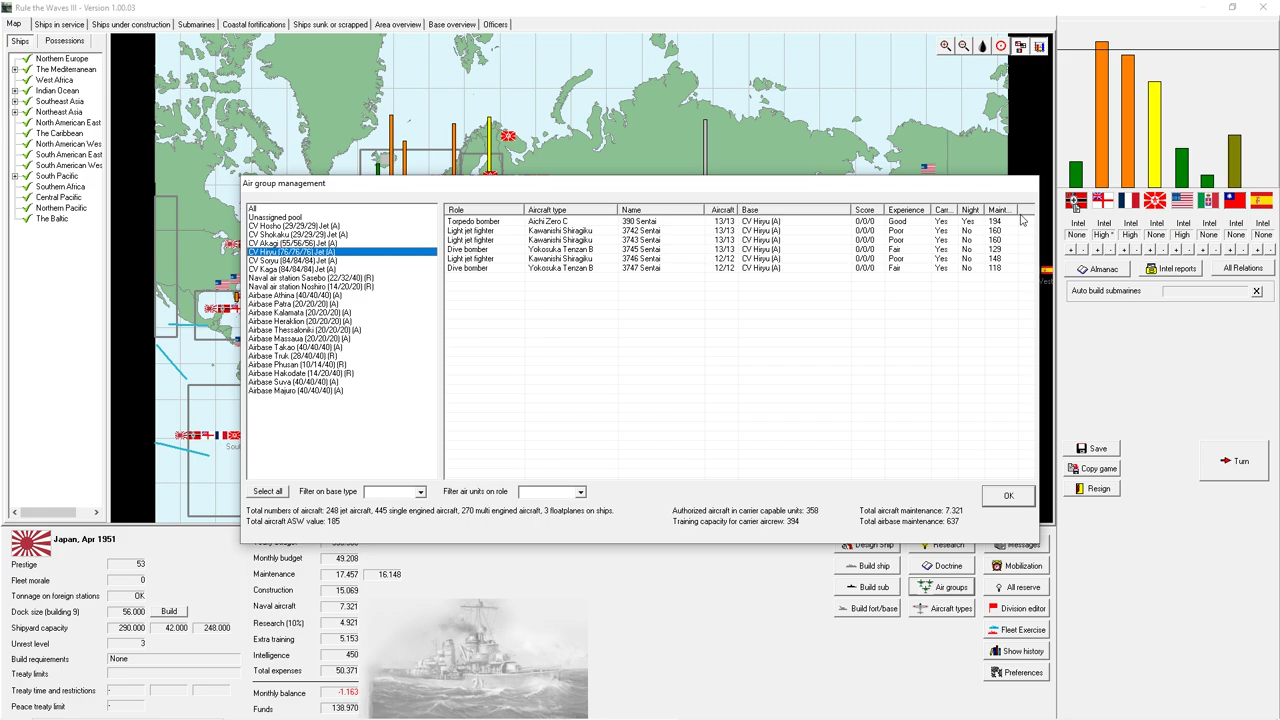 Rule the Waves III - Version 1.00.03
Map
Ships in service
Ships under construction
Submarines
Coastal fortifications
Ships sunk or scrapped
Area overview
Base overview
Officers
Ships
Possessions
Northern Europe
The Mediterranean
West Africa
Indian Ocean
Southeast Asia
Northeast Asia
North American East
The Caribbean
North American Wes
South American East
South American Wes
South Pacific
Southern Africa
Central Pacific
Northern Pacific
The Baltic
Air group management
All
Unassigned pool
CV Hosho (29/29/29)Jet (A)
CV Shokaku (29/29/29)Jet (A)
CV Akagi (55/56/56)Jet (A)
CV Hiryu (76/76/76)Jet (A)
CV Soryu (84/84/84)Jet (A)
CV Kaga (84/84/84)Jet (A)
Naval air station Sasebo (22/32/40) (R)
Naval air station Noshiro (14/20/20) (R)
Airbase Athina (40/40/40) (A)
Airbase Patra (20/20/20) (A)
Airbase Kalamata (20/20/20) (A)
Airbase Heraklion (20/20/20) (A)
Airbase Thessaloniki (20/20/20) (A)
Airbase Massaua (20/20/20) (A)
Airbase Takao (40/40/40) (A)
Airbase Truk (28/40/40) (R)
Airbase Phusan (10/14/40) (R)
Airbase Hakodate (14/20/40) (R)
Airbase Suva (40/40/40) (A)
Airbase Majuro (40/40/40) (A)
Role Aircraft type Name Aircraft Base Score Experience Carr... Night Maint...
Torpedo bomber Aichi Zero C 390 Sentai 13/13 CV Hiryu (A) 0/0/0 Good Yes Yes 194
Light jet fighter Kawanishi Shiragiku 3742 Sentai 13/13 CV Hiryu (A) 0/0/0 Poor Yes No 160
Light jet fighter Kawanishi Shiragiku 3743 Sentai 13/13 CV Hiryu (A) 0/0/0 Poor Yes No 160
Dive bomber Yokosuka Tenzan B 3745 Sentai 13/13 CV Hiryu (A) 0/0/0 Fair Yes No 129
Light jet fighter Kawanishi Shiragiku 3746 Sentai 12/12 CV Hiryu (A) 0/0/0 Poor Yes No 148
Dive bomber Yokosuka Tenzan B 3747 Sentai 12/12 CV Hiryu (A) 0/0/0 Fair Yes No 118
Select all
Filter on base type
Filter air units on role
OK
Total numbers of aircraft: 248 jet aircraft, 445 single engined aircraft, 270 multi engined aircraft, 3 floatplanes on ships.
Total aircraft ASW value: 185
Authorized aircraft in carrier capable units: 358
Training capacity for carrier aircrew: 394
Total aircraft maintenance: 7.321
Total airbase maintenance: 637
Intel Intel Intel Intel Intel Intel Intel Intel
None High * High None High None None None
+ - + - + - + - + - + - + - + -
Almanac
Intel reports
All Relations
Auto build submarines
X
Save
Copy game
Resign
Turn
Japan, Apr 1951
Prestige 53
Fleet morale 0
Tonnage on foreign stations OK
Dock size (building 9) 56.000 Build
Shipyard capacity 290.000 42.000 248.000
Unrest level 3
Build requirements None
Treaty limits
Treaty time and restrictions - 
Peace treaty limit -
Monthly budget 49.208
Maintenance 17.457 16.148
Construction 15.069
Naval aircraft 7.321
Research (10%) 4.921
Extra training 5.153
Intelligence 450
Total expenses 50.371
Monthly balance -1.163
Funds 138.970
Design Ship
Research
Messages
Build ship
Doctrine
Mobilization
Build sub
Air groups
All reserve
Build fort/base
Aircraft types
Division editor
Fleet Exercise
Show history
Preferences